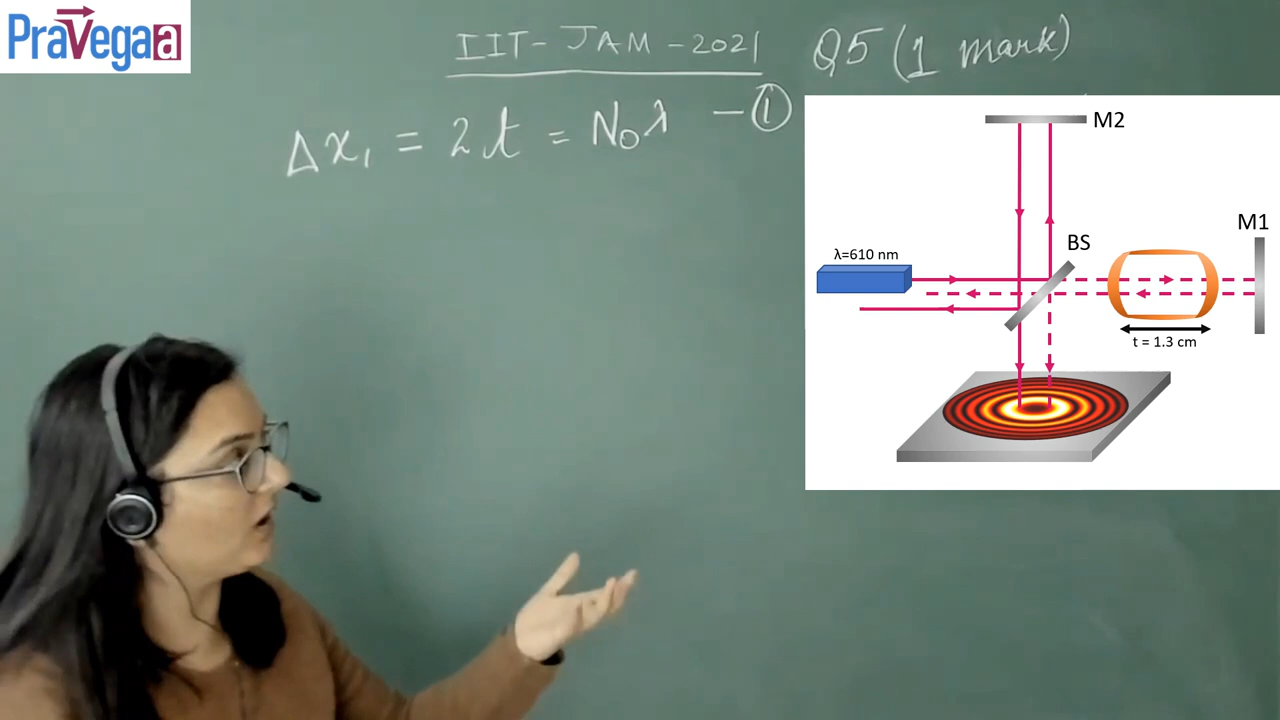 Pravegaa
IIT-JAM-2021 Q5 (1 mark)
Δx₁ = 2t = N₀λ - ①
M2
M1
BS
λ=610 nm
t = 1.3 cm